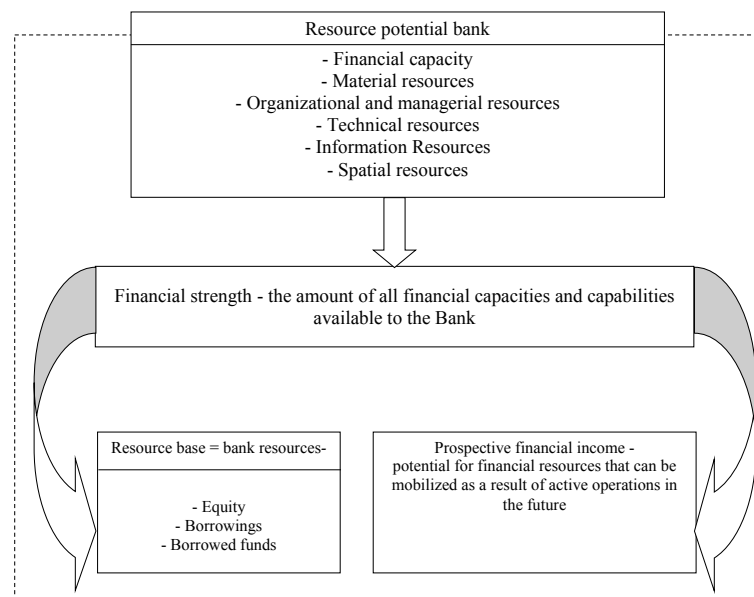 Resource potential bank
- Financial capacity
- Material resources
- Organizational and managerial resources
- Technical resources
- Information Resources
- Spatial resources
Financial strength - the amount of all financial capacities and capabilities
available to the Bank
Resource base = bank resources-
- Equity
- Borrowings
- Borrowed funds
Prospective financial income -
potential for financial resources that can be
mobilized as a result of active operations in
the future